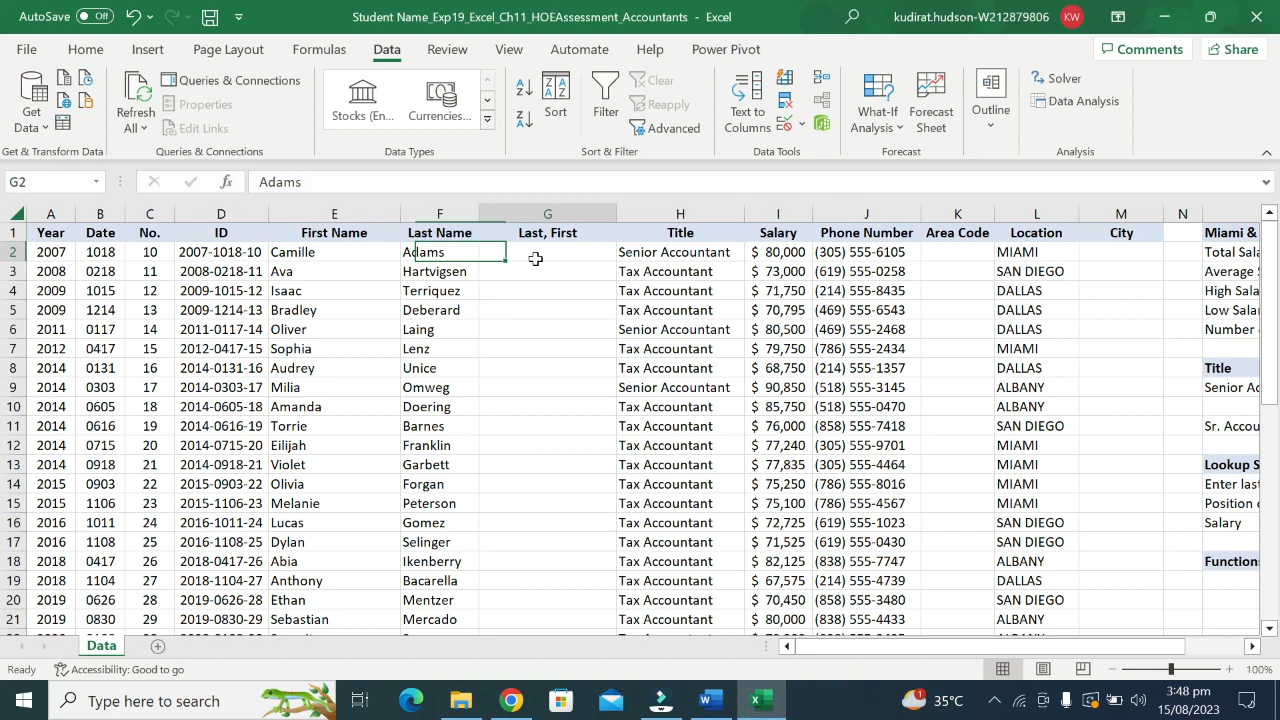 AutoSave Off Student Name_Exp19_Excel_Ch11_HOEAssessment_Accountants - Excel kudirat.hudson-W212879806 KW
File Home Insert Page Layout Formulas Data Review View Automate Help Power Pivot Comments Share
Get Data Refresh All Queries & Connections Properties Edit Links Stocks (En... Currencies... Sort Filter Clear Reapply Advanced Text to Columns What-If Analysis Forecast Sheet Outline Solver Data Analysis
Get & Transform Data Queries & Connections Data Types Sort & Filter Data Tools Forecast Analysis
G2 fx Adams
A B C D E F G H I J K L M N
1 Year Date No. ID First Name Last Name Last, First Title Salary Phone Number Area Code Location City Miami &
2 2007 1018 10 2007-1018-10 Camille Adams Senior Accountant $ 80,000 (305) 555-6105 MIAMI Total Sala
3 2008 0218 11 2008-0218-11 Ava Hartvigsen Tax Accountant $ 73,000 (619) 555-0258 SAN DIEGO Average S
4 2009 1015 12 2009-1015-12 Isaac Terriquez Tax Accountant $ 71,750 (214) 555-8435 DALLAS High Sala
5 2009 1214 13 2009-1214-13 Bradley Deberard Tax Accountant $ 70,795 (469) 555-6543 DALLAS Low Salar
6 2011 0117 14 2011-0117-14 Oliver Laing Senior Accountant $ 80,500 (469) 555-2468 DALLAS Number
7 2012 0417 15 2012-0417-15 Sophia Lenz Tax Accountant $ 79,750 (786) 555-2434 MIAMI
8 2014 0131 16 2014-0131-16 Audrey Unice Tax Accountant $ 68,750 (214) 555-1357 DALLAS Title
9 2014 0303 17 2014-0303-17 Milia Omweg Senior Accountant $ 90,850 (518) 555-3145 ALBANY Senior Ac
10 2014 0605 18 2014-0605-18 Amanda Doering Tax Accountant $ 85,750 (518) 555-0470 ALBANY
11 2014 0616 19 2014-0616-19 Torrie Barnes Tax Accountant $ 76,000 (858) 555-7418 SAN DIEGO Sr. Accou
12 2014 0715 20 2014-0715-20 Eilijah Franklin Tax Accountant $ 77,240 (305) 555-9701 MIAMI
13 2014 0918 21 2014-0918-21 Violet Garbett Tax Accountant $ 77,835 (305) 555-4464 MIAMI Lookup S
14 2015 0903 22 2015-0903-22 Olivia Forgan Tax Accountant $ 75,250 (786) 555-8016 MIAMI Enter last
15 2015 1106 23 2015-1106-23 Melanie Peterson Tax Accountant $ 75,100 (786) 555-4567 MIAMI Position
16 2016 1011 24 2016-1011-24 Lucas Gomez Tax Accountant $ 72,725 (619) 555-1023 SAN DIEGO Salary
17 2016 1108 25 2016-1108-25 Dylan Selinger Tax Accountant $ 71,525 (619) 555-0430 SAN DIEGO
18 2018 0417 26 2018-0417-26 Abia Ikenberry Tax Accountant $ 82,125 (838) 555-7747 ALBANY Function
19 2018 1104 27 2018-1104-27 Anthony Bacarella Tax Accountant $ 67,575 (214) 555-4739 DALLAS
20 2019 0626 28 2019-0626-28 Ethan Mentzer Tax Accountant $ 70,450 (858) 555-3480 SAN DIEGO
21 2019 0830 29 2019-0830-29 Sebastian Mercado Tax Accountant $ 80,000 (838) 555-4433 ALBANY
Data
Ready Accessibility: Good to go 100%
Type here to search 35°C 3:48 pm
15/08/2023